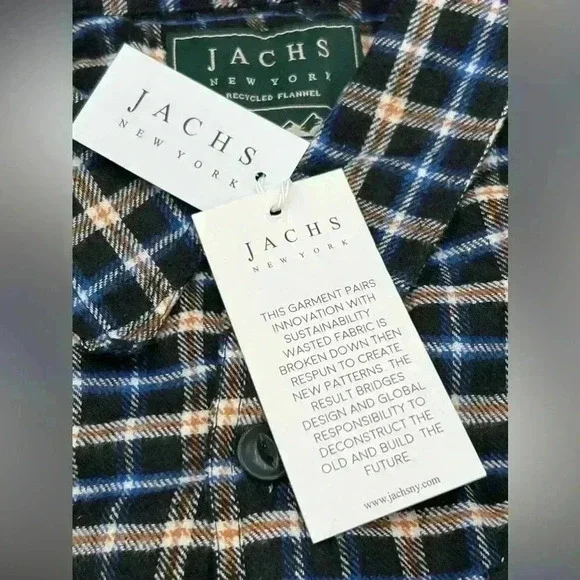 JACHS
NEW YORK
RECYCLED FLANNEL
JACHS
NEW YORK
JACHS
NEW YORK
THIS GARMENT PAIRS
INNOVATION WITH
SUSTAINABILITY
WASTED FABRIC IS
BROKEN DOWN THEN
RESPUN TO CREATE
NEW PATTERNS THE
RESULT BRIDGES
DESIGN AND GLOBAL
RESPONSIBILITY TO
DECONSTRUCT THE
OLD AND BUILD THE
FUTURE
www.jachsny.com